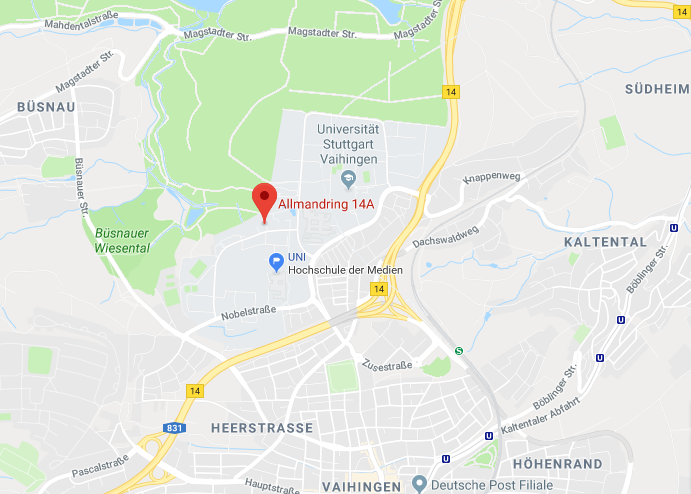 Mahdentalstraße
Magstadter Str.
Magstadter Str.
Magstadter Str.
14
14
BÜSNAU
SÜDHEIM
Universität
Stuttgart
Vaihingen
Knappenweg
Büsnauer Str.
Allmandring 14A
Büsnauer
Wiesental
Dachswaldweg
KALTENTAL
U
UNI
Hochschule der Medien
Böblinger Str.
14
Nobelstraße
U
S
U
Zusestraße
14
Böblinger Str.
831
HEERSTRASSE
Kaltentaler Abfahrt
U
Pascalstraße
U
HÖHENRAND
Hauptstraße
VAIHINGEN
Deutsche Post Filiale